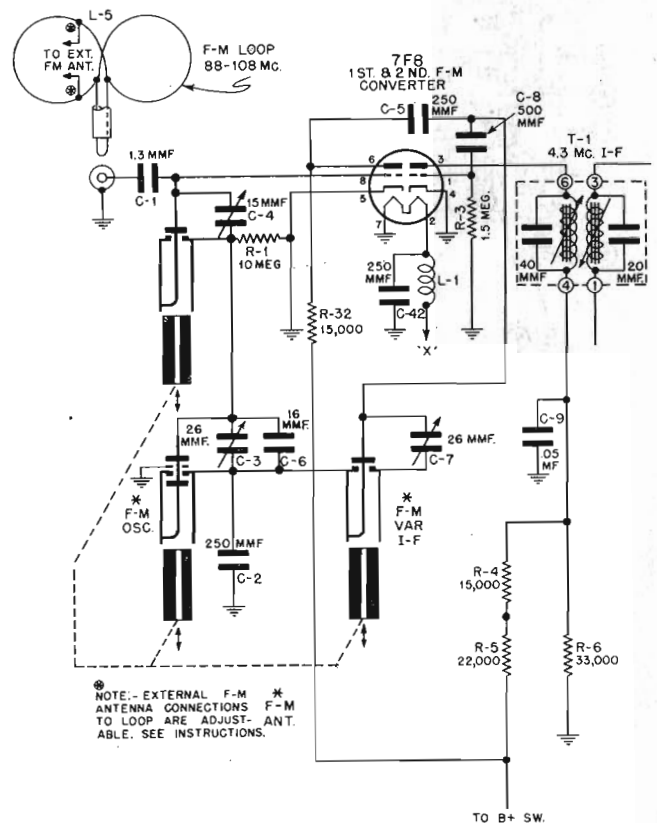 L-5
TO EXT.
FM ANT.
F-M LOOP
88-108 MC.
7F8
1ST. & 2ND. F-M
CONVERTER
C-5
250
MMF
C-8
500
MMF
T-1
4.3 MC. I-F
1.3 MMF
C-1
6
3
8
1
5
4
7
2
15 MMF
C-4
R-1
10 MEG
R-3
1.5 MEG.
6
3
40
MMF
20
MMF.
4
1
250
MMF
C-42
L-1
"X"
R-32
15,000
26
MMF.
C-3
16
MMF.
C-6
26 MMF.
C-7
C-9
.05
MF
*
F-M
OSC.
*
F-M
VAR
I-F
250 MMF
C-2
R-4
15,000
R-5
22,000
R-6
33,000
NOTE:- EXTERNAL F-M
ANTENNA CONNECTIONS
TO LOOP ARE ADJUST-
ABLE. SEE INSTRUCTIONS.
*
F-M
ANT.
TO B+ SW.